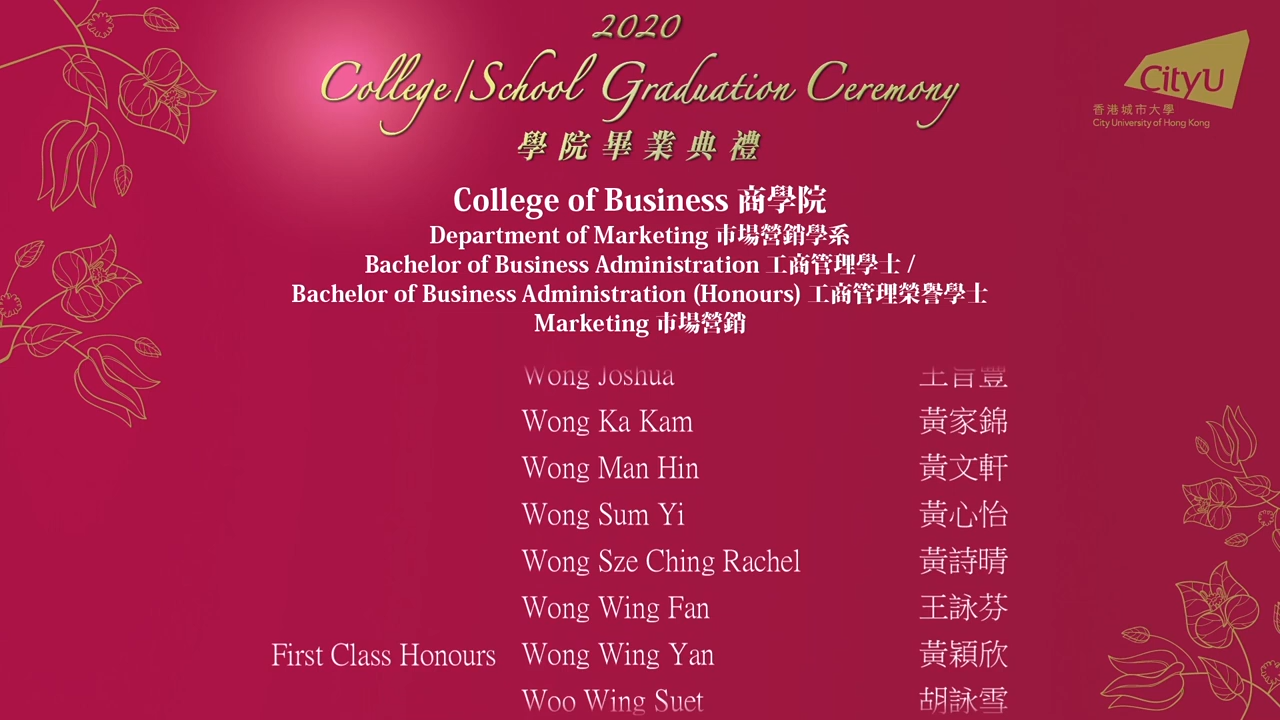 2020
College/School Graduation Ceremony
學院畢業典禮
CityU
香港城市大學
City University of Hong Kong
College of Business 商學院
Department of Marketing 市場營銷學系
Bachelor of Business Administration 工商管理學士 /
Bachelor of Business Administration (Honours) 工商管理榮譽學士
Marketing 市場營銷
Wong Joshua 王旨豐
Wong Ka Kam 黃家錦
Wong Man Hin 黃文軒
Wong Sum Yi 黃心怡
Wong Sze Ching Rachel 黃詩晴
Wong Wing Fan 王詠芬
First Class Honours Wong Wing Yan 黃穎欣
Woo Wing Suet 胡詠雪